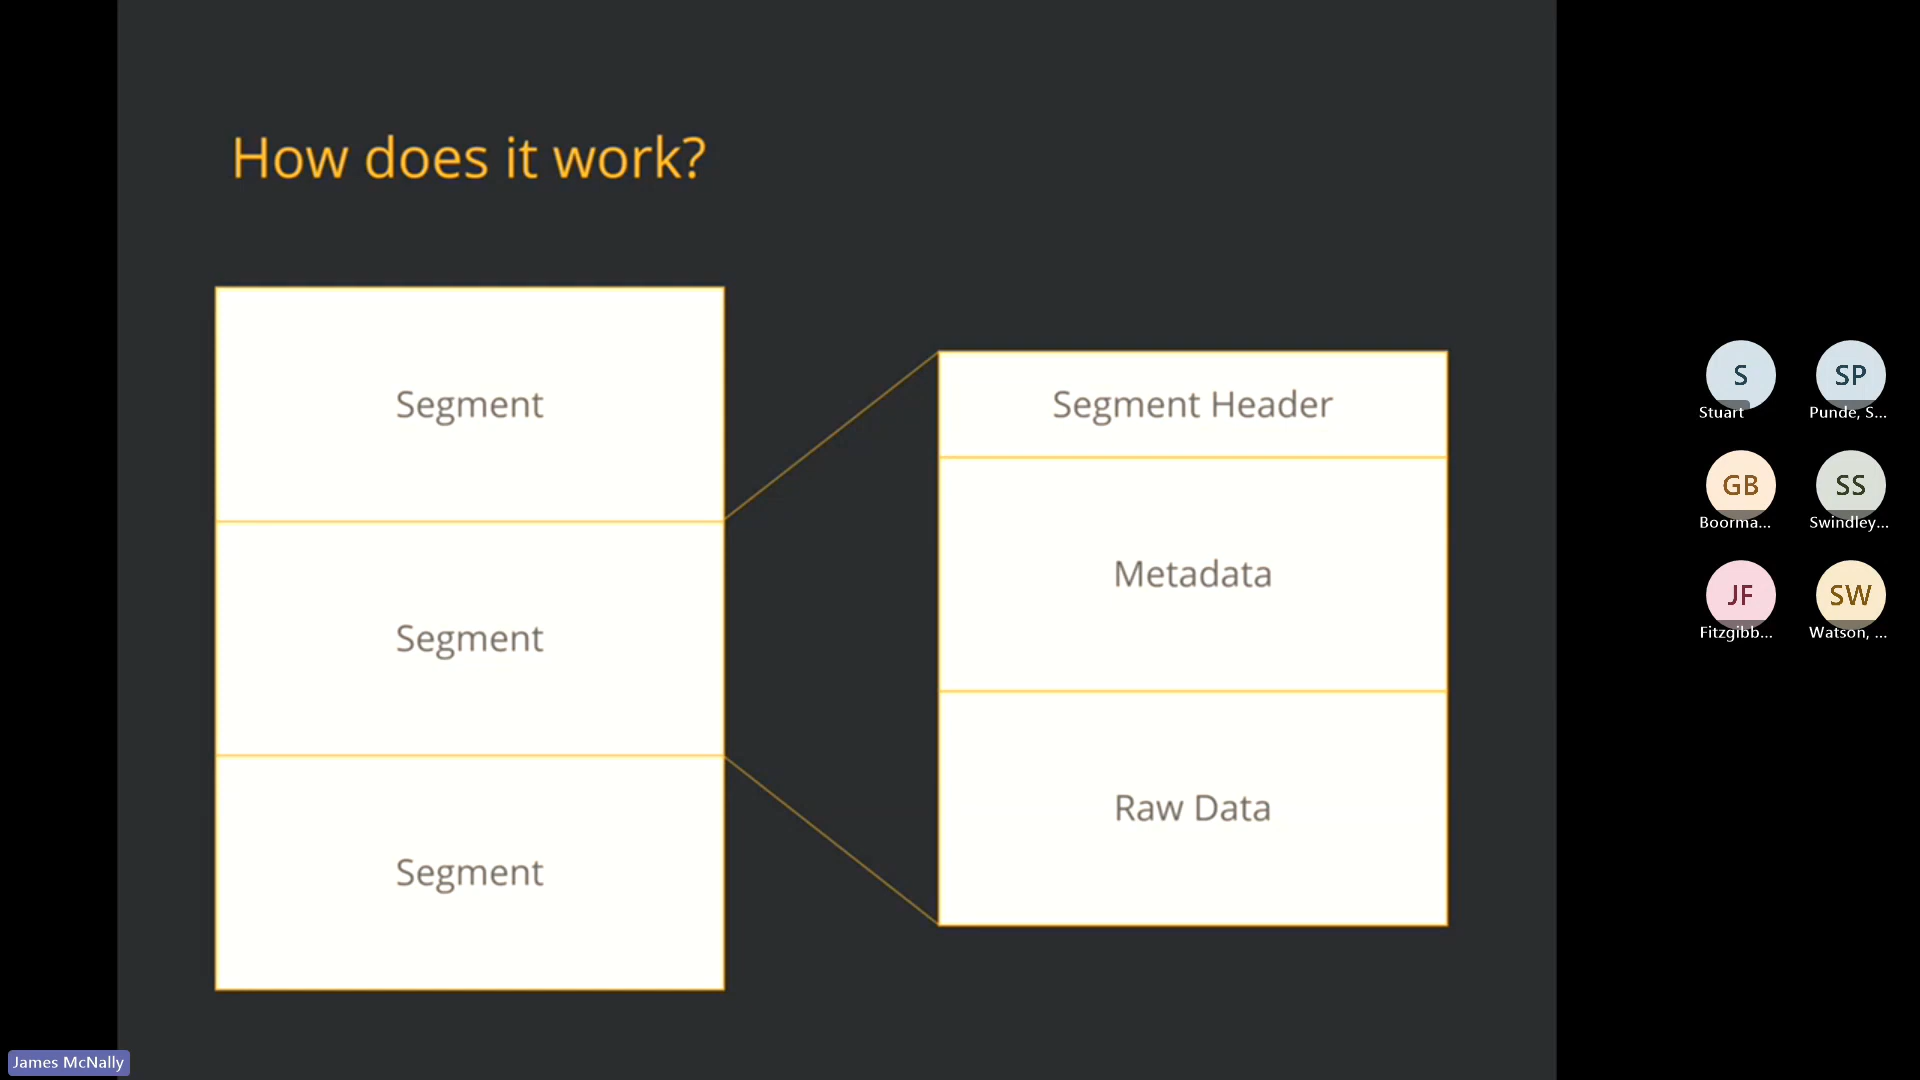 How does it work?
Segment
Segment
Segment
Segment Header
Metadata
Raw Data
S
Stuart
SP
Punde, S...
GB
Boorma...
SS
Swindley...
JF
Fitzgibb...
SW
Watson, ...
James McNally